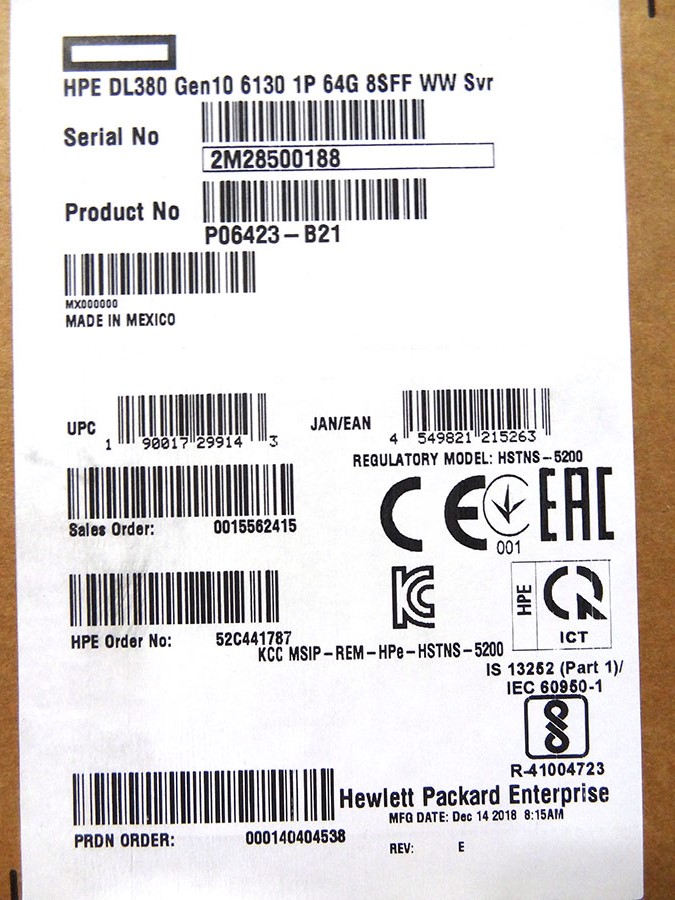 HPE DL380 Gen10 6130 1P 64G 8SFF WW Svr
Serial No
2M28500188
Product No
P06423-B21
MX000000
MADE IN MEXICO
UPC
1 90017 29914 3
JAN/EAN
4 549821 215263
REGULATORY MODEL: HSTNS-5200
Sales Order: 0015562415
CE
001
EAC
HPE Order No: 52C441787
KC
HPE
ICT
KCC MSIP-REM-HPe-HSTNS-5200
IS 13252 (Part 1)/
IEC 60950-1
R-41004723
Hewlett Packard Enterprise
MFG DATE: Dec 14 2018 8:15AM
PRDN ORDER: 000140404538
REV: E